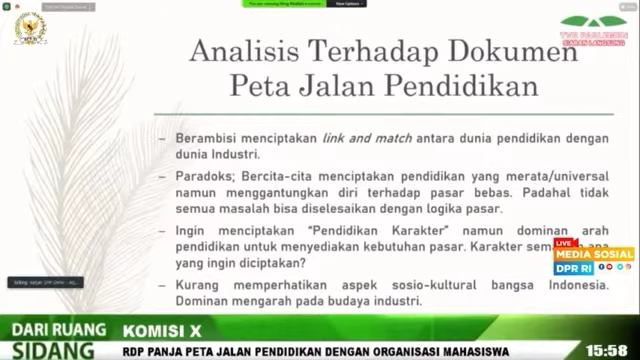 TVR PARLEMEN
SIARAN LANGSUNG
Analisis Terhadap Dokumen
Peta Jalan Pendidikan
– Berambisi menciptakan link and match antara dunia pendidikan dengan
dunia Industri.
– Paradoks; Bercita-cita menciptakan pendidikan yang merata/universal
namun menggantungkan diri terhadap pasar bebas. Padahal tidak
semua masalah bisa diselesaikan dengan logika pasar.
– Ingin menciptakan “Pendidikan Karakter” namun dominan arah
pendidikan untuk menyediakan kebutuhan pasar. Karakter
yang ingin diciptakan?
– Kurang memperhatikan aspek sosio-kultural bangsa Indonesia.
Dominan mengarah pada budaya industri.
LIVE
MEDIA SOSIAL
DPR RI
DARI RUANG
SIDANG
KOMISI X
RDP PANJA PETA JALAN PENDIDIKAN DENGAN ORGANISASI MAHASISWA
15:58